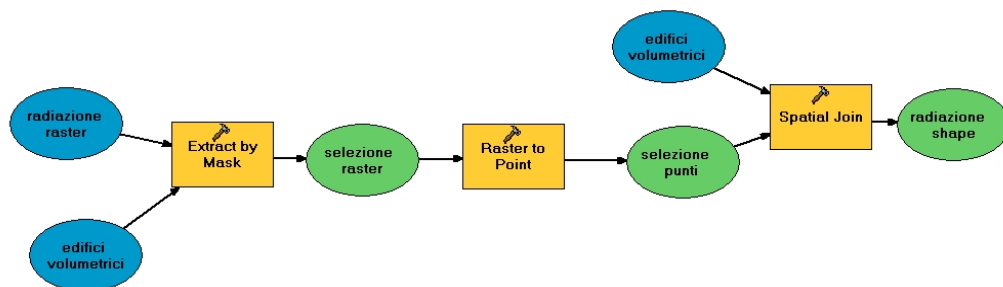 edifici
volumetrici
radiazione
raster
Extract by
Mask
selezione
raster
Raster to
Point
selezione
punti
Spatial Join
radiazione
shape
edifici
volumetrici